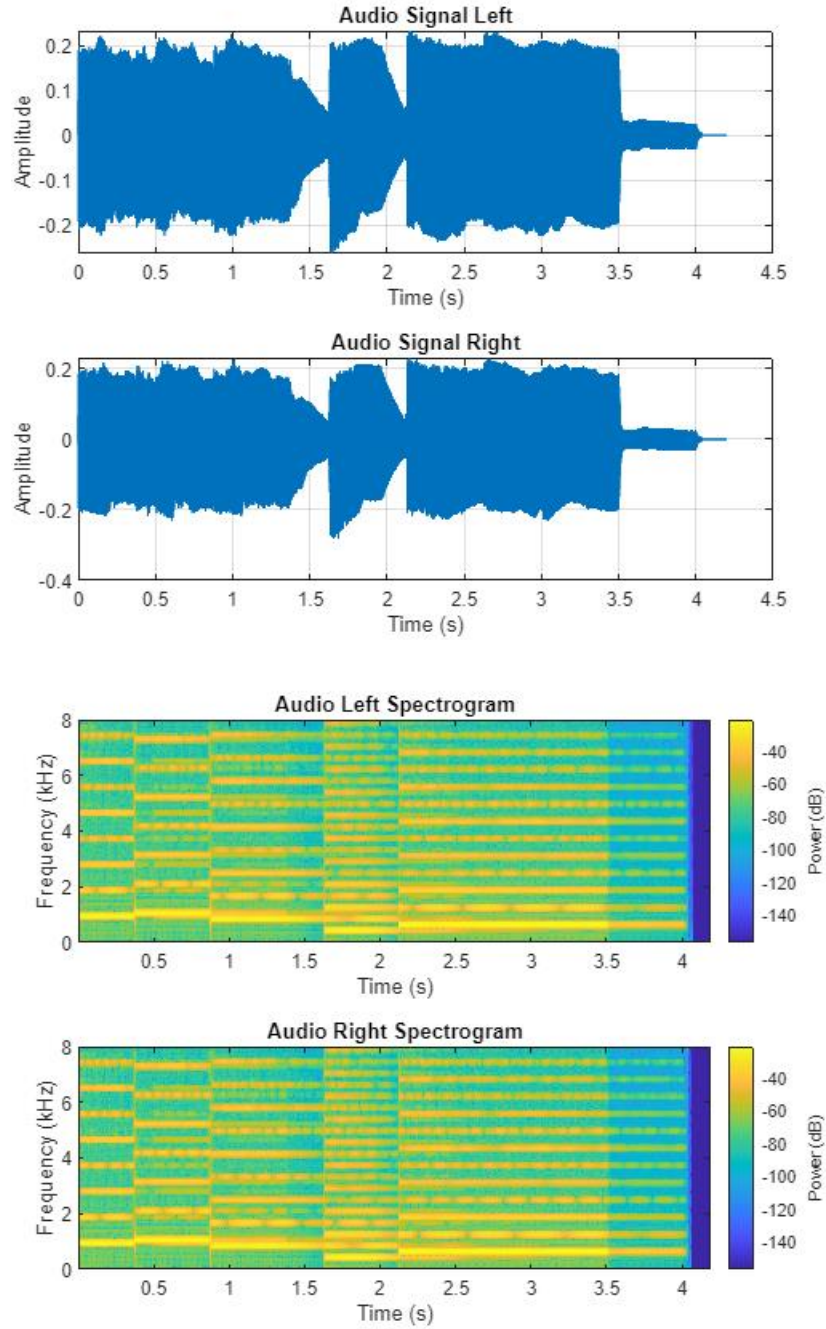 Audio Signal Left
Amplitude
0.2
0.1
0
-0.1
-0.2
0 0.5 1 1.5 2 2.5 3 3.5 4 4.5
Time (s)
Audio Signal Right
Amplitude
0.2
0
-0.2
-0.4
0 0.5 1 1.5 2 2.5 3 3.5 4 4.5
Time (s)
Audio Left Spectrogram
Frequency (kHz)
8
6
4
2
0
0.5 1 1.5 2 2.5 3 3.5 4
Time (s)
-40
-60
-80
-100
-120
-140
Power (dB)
Audio Right Spectrogram
Frequency (kHz)
8
6
4
2
0
0.5 1 1.5 2 2.5 3 3.5 4
Time (s)
-40
-60
-80
-100
-120
-140
Power (dB)